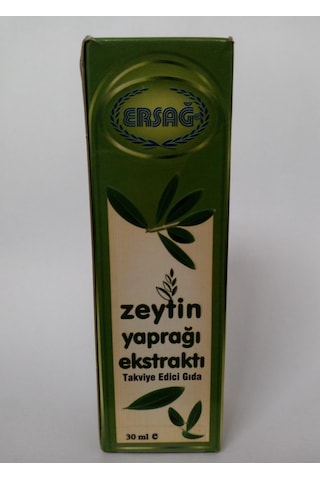 ERSAĞ
zeytin
yaprağı
ekstraktı
Takviye Edici Gıda
30 ml ℮